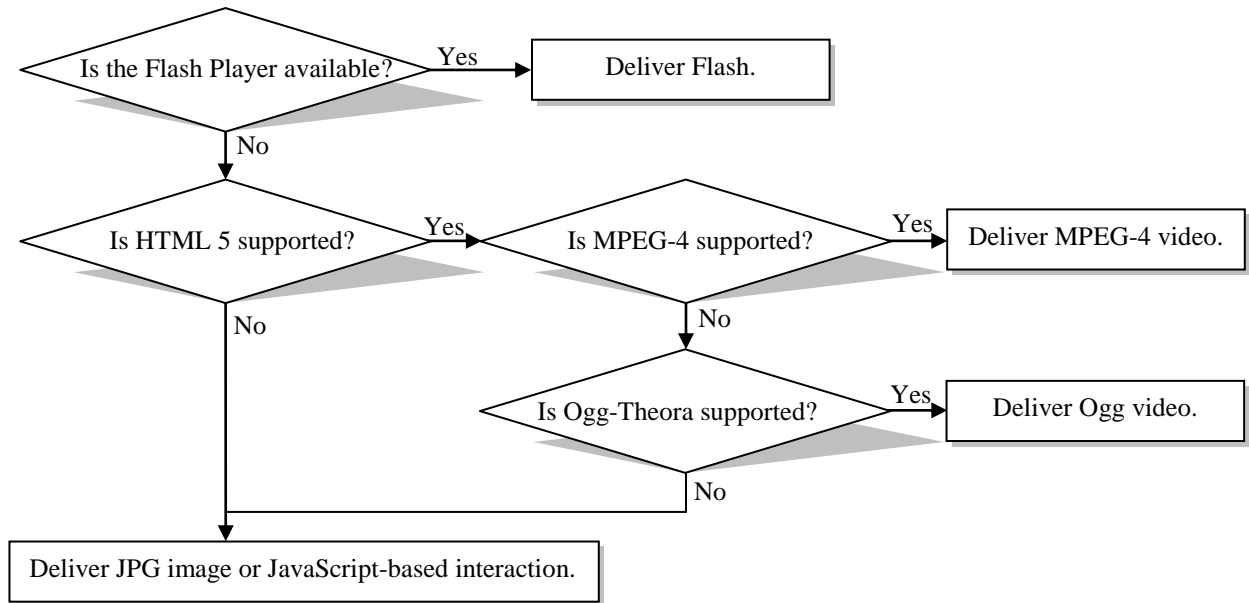 Is the Flash Player available?
Yes
Deliver Flash.
No
Is HTML 5 supported?
Yes
Is MPEG-4 supported?
Yes
Deliver MPEG-4 video.
No
No
Is Ogg-Theora supported?
Yes
Deliver Ogg video.
No
Deliver JPG image or JavaScript-based interaction.